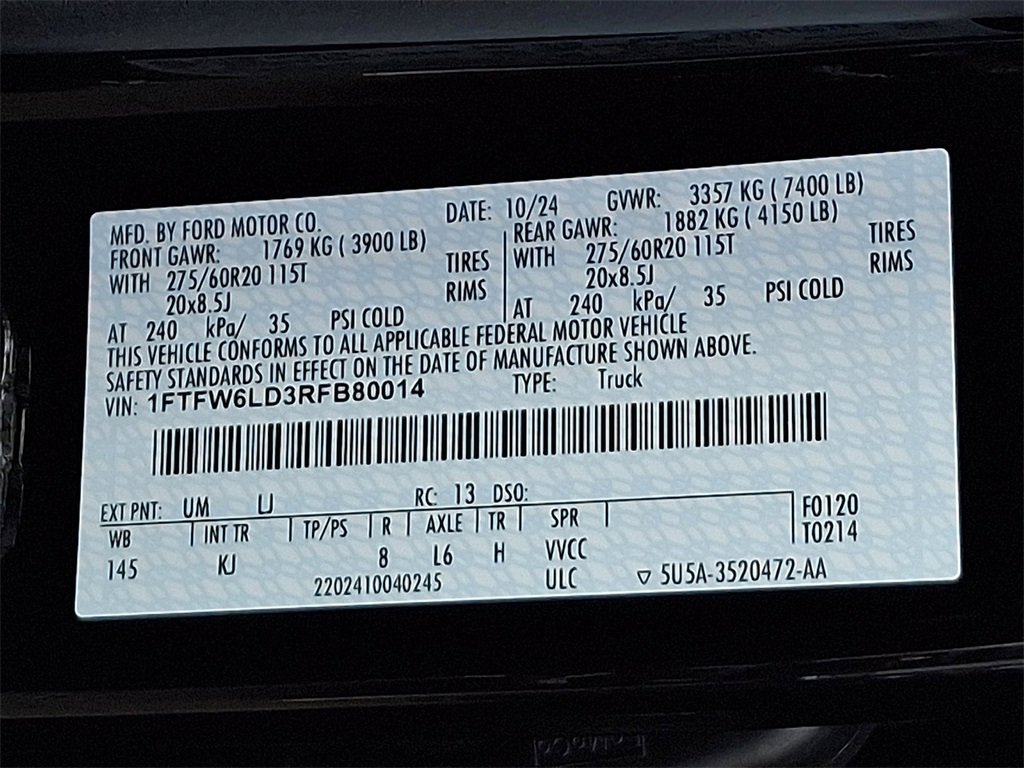 MFD. BY FORD MOTOR CO. DATE: 10/24 GVWR: 3357 KG ( 7400 LB)
FRONT GAWR: 1769 KG ( 3900 LB) REAR GAWR: 1882 KG ( 4150 LB)
WITH 275/60R20 115T TIRES WITH 275/60R20 115T TIRES
20x8.5J RIMS 20x8.5J RIMS
AT 240 kPa/ 35 PSI COLD AT 240 kPa/ 35 PSI COLD
THIS VEHICLE CONFORMS TO ALL APPLICABLE FEDERAL MOTOR VEHICLE
SAFETY STANDARDS IN EFFECT ON THE DATE OF MANUFACTURE SHOWN ABOVE.
VIN: 1FTFW6LD3RFB80014 TYPE: Truck
EXT PNT: UM RC: 13 DSO:
WB INT TR TP/PS R AXLE TR SPR F0120
145 KJ 8 L6 H VVCC T0214
2202410040245 ULC ▽ 5U5A-3520472-AA